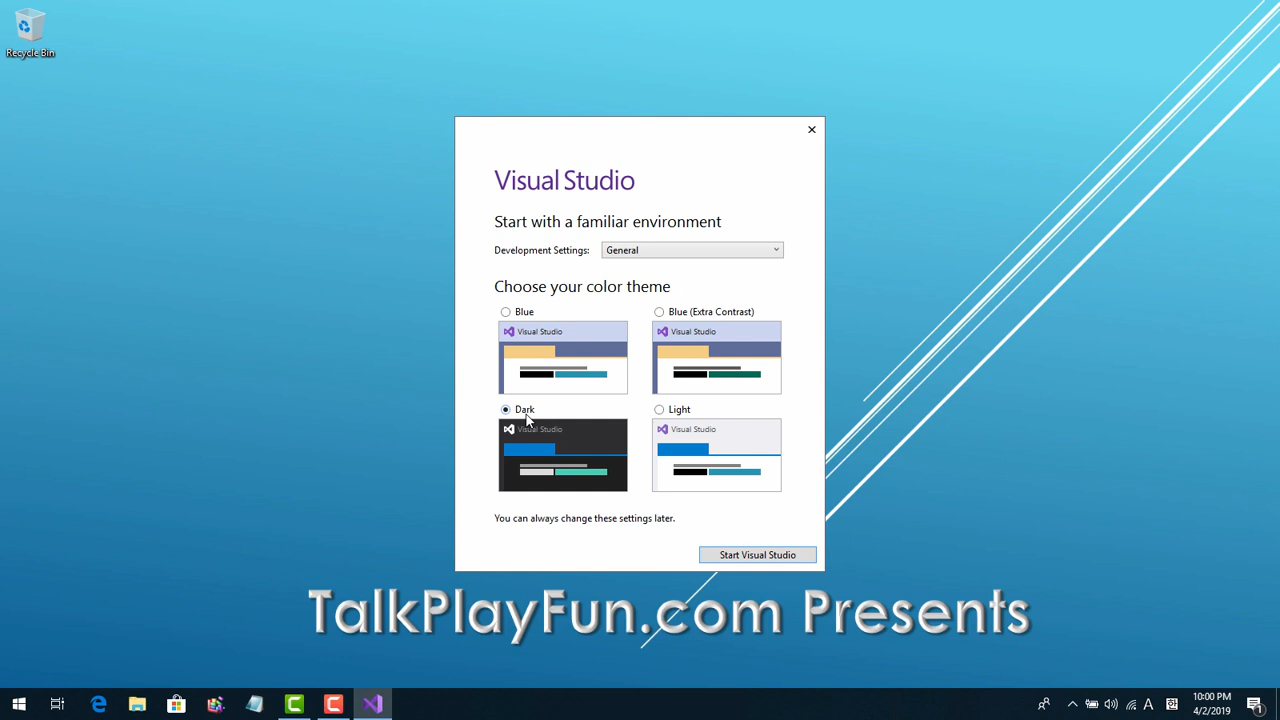 Recycle Bin
Visual Studio
Start with a familiar environment
Development Settings: General
Choose your color theme
Blue
Blue (Extra Contrast)
Visual Studio
Visual Studio
Dark
Light
Visual Studio
Visual Studio
You can always change these settings later.
Start Visual Studio
TalkPlayFun.com Presents
A
10:00 PM
4/2/2019
1